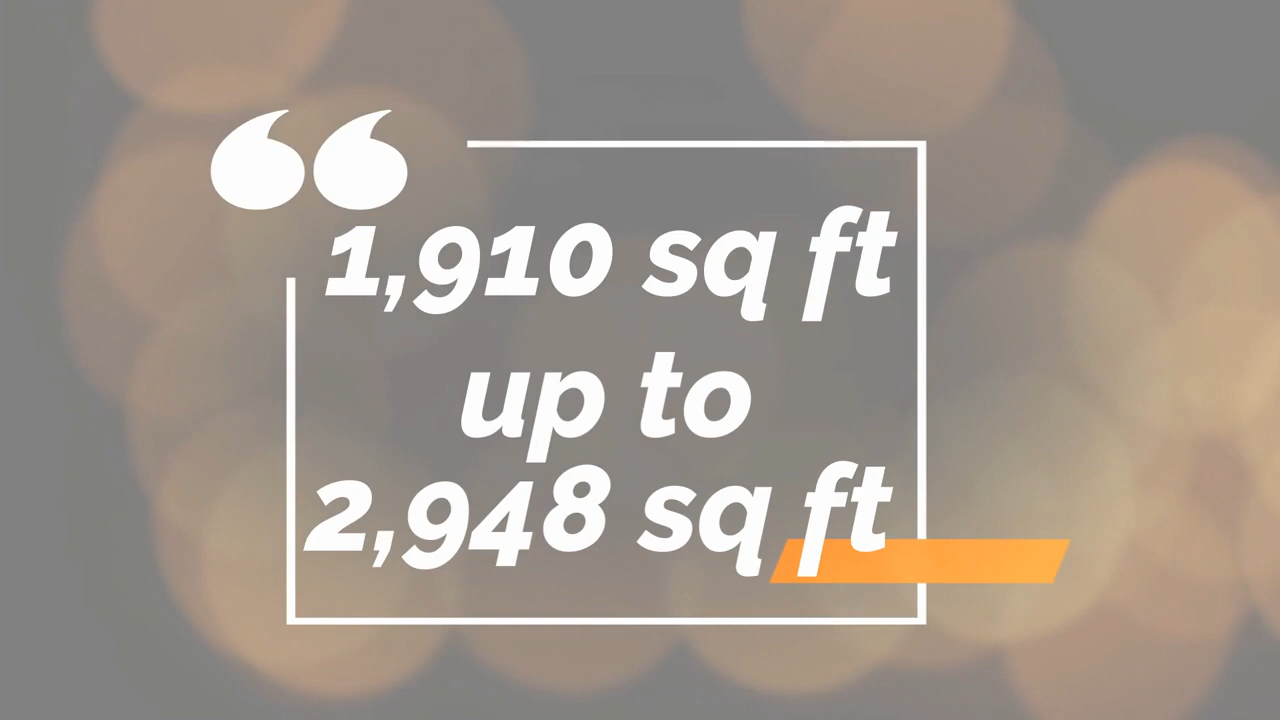 “
1,910 sq ft
up to
2,948 sq ft